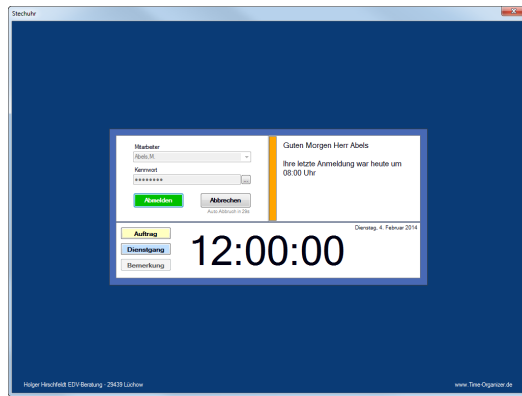 Stechuhr
Mitarbeiter
Abels,M.
Kennwort
********
...
Abmelden
Abbrechen
Auto Abbruch in 28s
Guten Morgen Herr Abels
Ihre letzte Anmeldung war heute um
08:00 Uhr
Dienstag, 4. Februar 2014
Auftrag
Dienstgang
Bemerkung
12:00:00
Holger Hirschfeldt EDV-Beratung - 29439 Lüchow
www.Time-Organizer.de